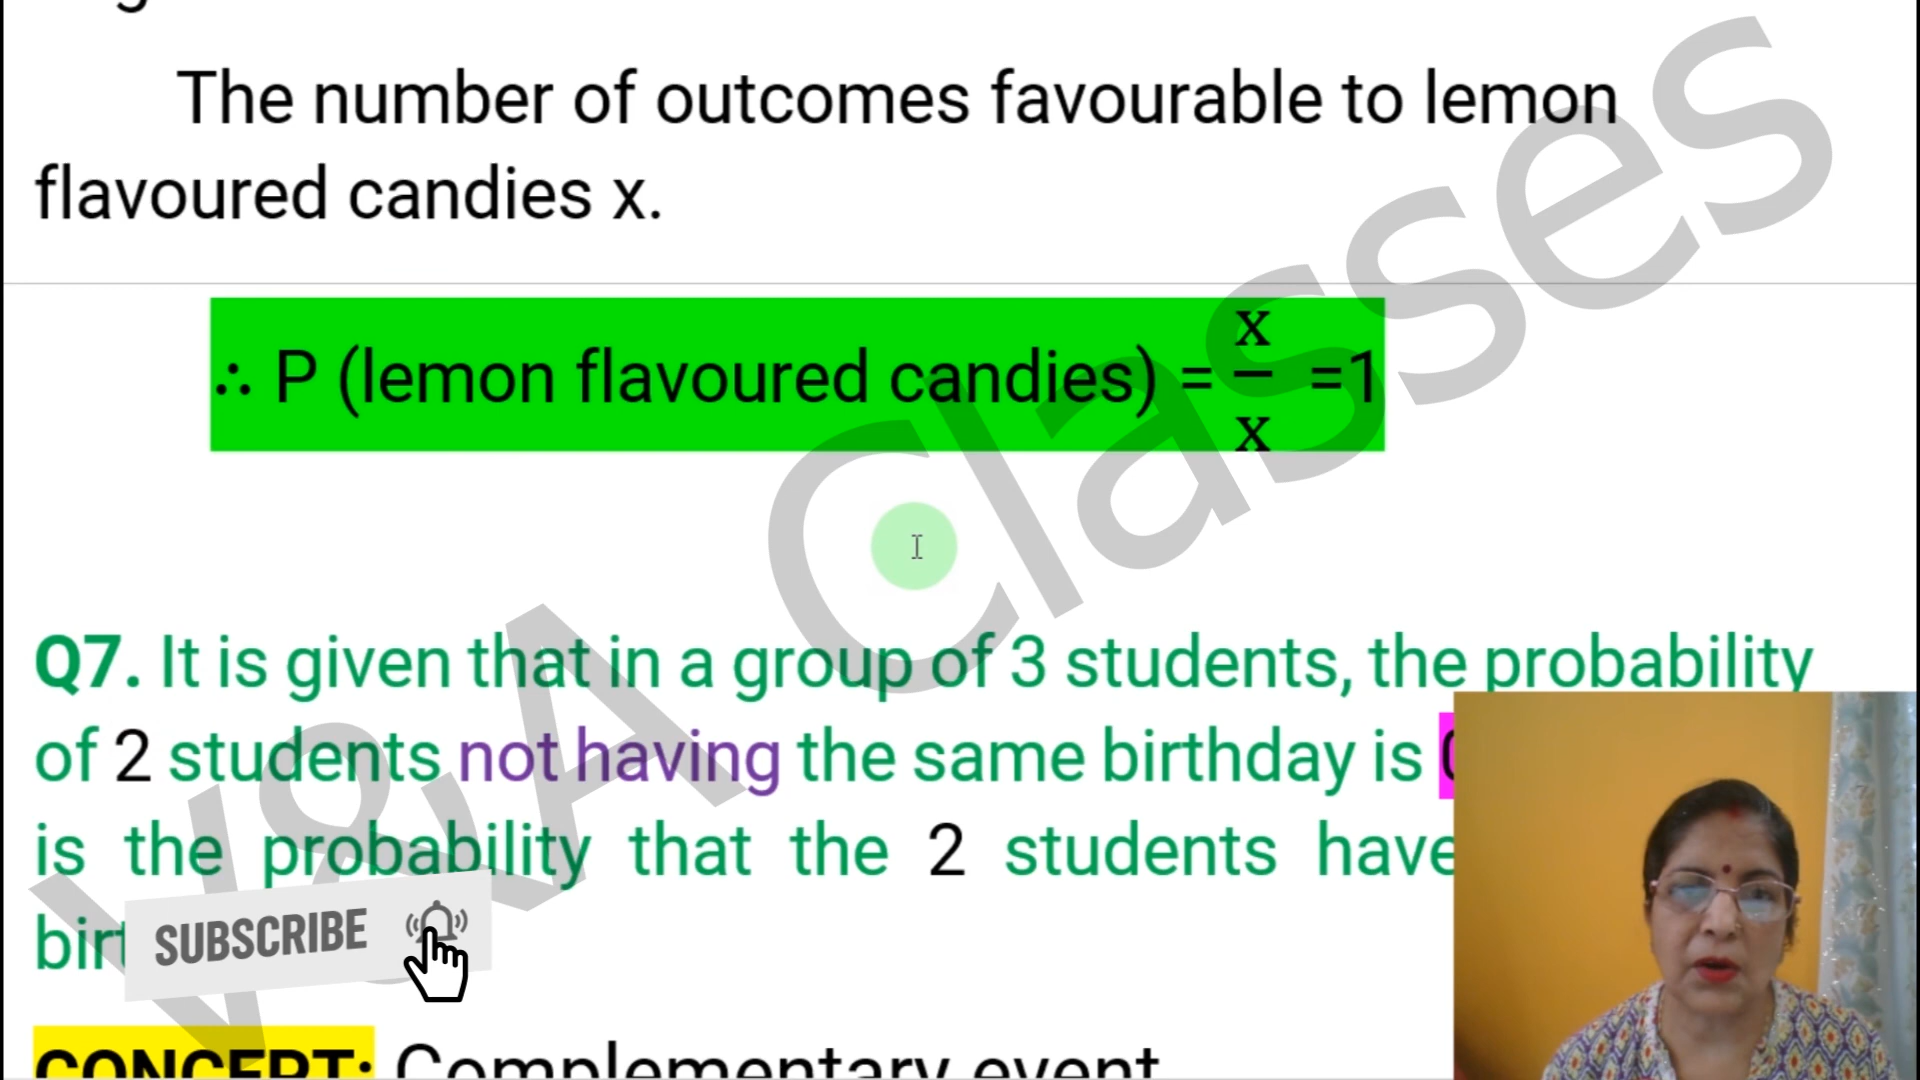 The number of outcomes favourable to lemon
flavoured candies x.
∴ P (lemon flavoured candies) = x/x =1
Q7. It is given that in a group of 3 students, the probability
of 2 students not having the same birthday is
is the probability that the 2 students have
SUBSCRIBE
CONCEPT: Complementary event
V&A Classes